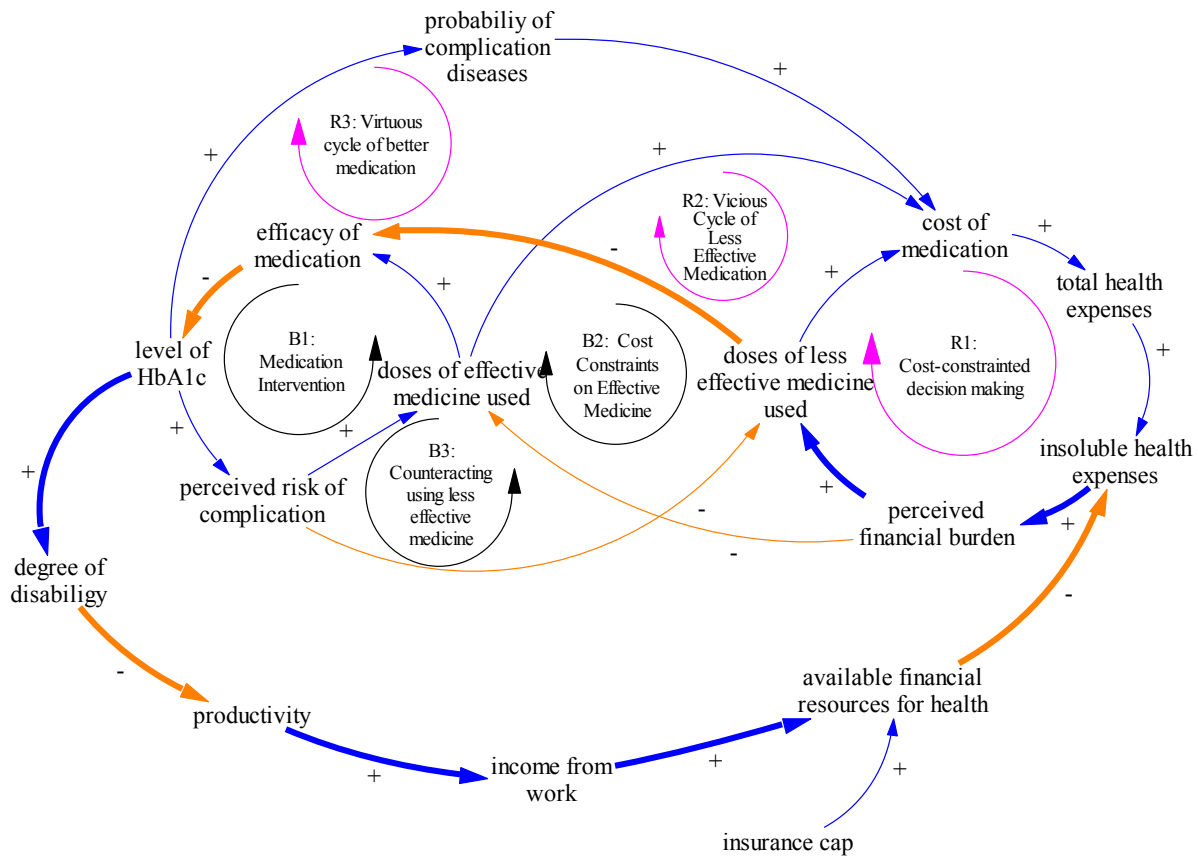 probabiliy of
complication
diseases
+
R3: Virtuous
cycle of better
medication
+
+
R2: Vicious
Cycle of
Less
Effective
Medication
efficacy of
medication
-
-
+
+
cost of
medication
+
total health
expenses
+
level of
HbA1c
B1:
Medication
Intervention
doses of effective
medicine used
B2: Cost
Constraints
on Effective
Medicine
doses of less
effective medicine
used
R1:
Cost-constrainted
decision making
+
+
B3:
Counteracting
using less
effective
medicine
insoluble health
expenses
+
perceived risk of
complication
+
-
-
perceived
financial burden
+
degree of
disabiligy
-
-
productivity
available financial
resources for health
+
income from
work
+
+
insurance cap